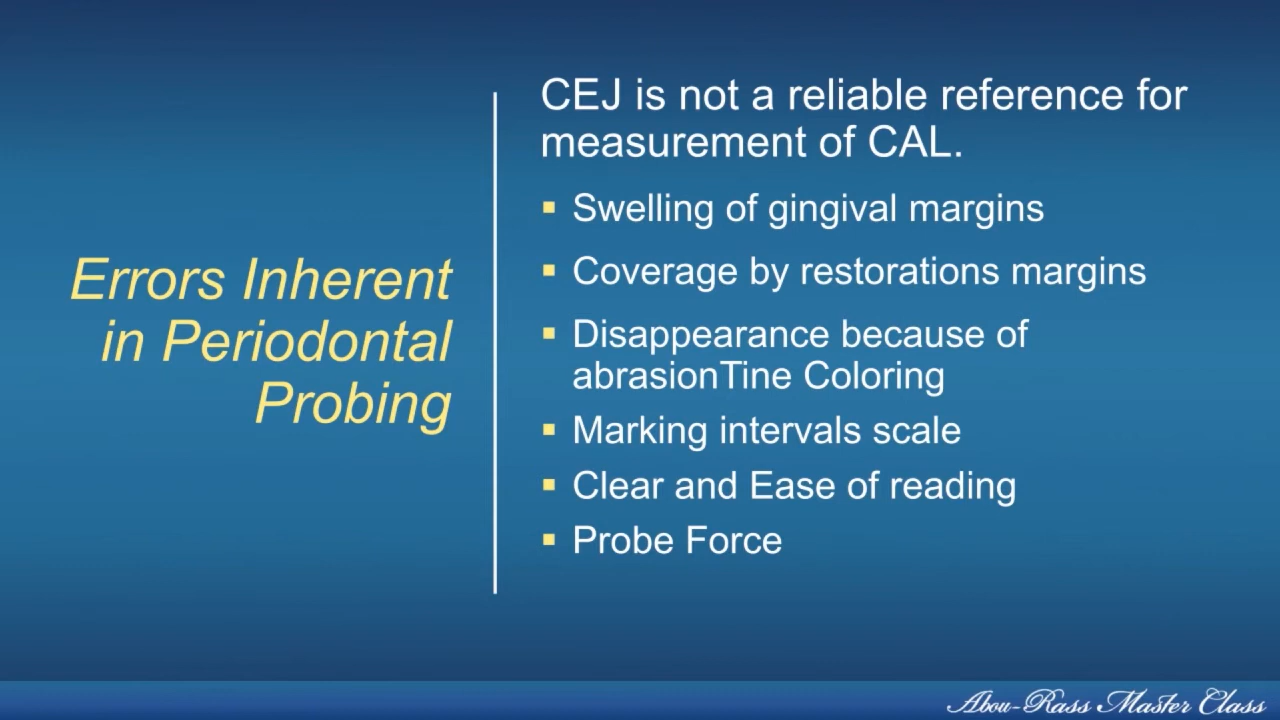 Errors Inherent
in Periodontal
Probing
CEJ is not a reliable reference for
measurement of CAL.
▪ Swelling of gingival margins
▪ Coverage by restorations margins
▪ Disappearance because of
abrasionTine Coloring
▪ Marking intervals scale
▪ Clear and Ease of reading
▪ Probe Force
Abou-Rass Master Class